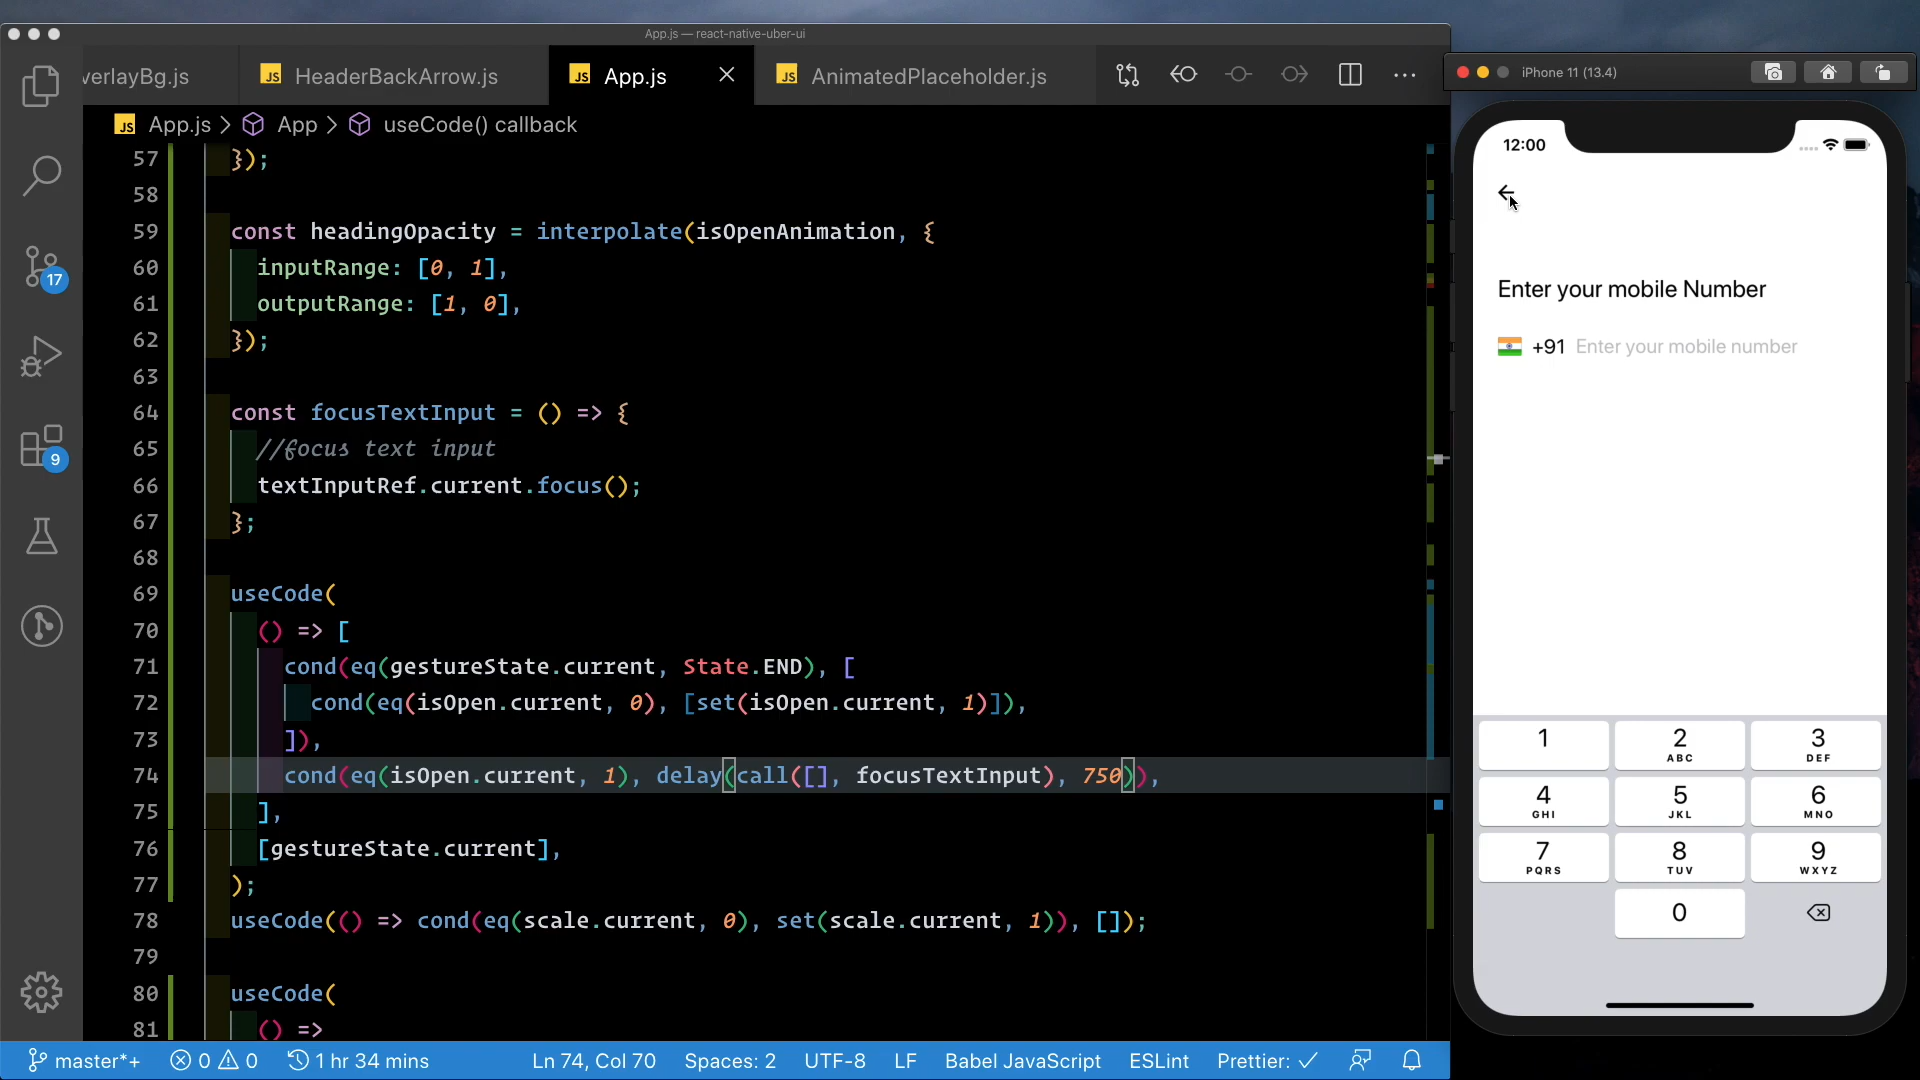 App.js — react-native-uber-ui
verlayBg.js
JS HeaderBackArrow.js
JS App.js
JS AnimatedPlaceholder.js
JS App.js > App > useCode() callback
57 });
58
59 const headingOpacity = interpolate(isOpenAnimation, {
60 inputRange: [0, 1],
61 outputRange: [1, 0],
62 });
63
64 const focusTextInput = () => {
65 //focus text input
66 textInputRef.current.focus();
67 };
68
69 useCode(
70 () => [
71 cond(eq(gestureState.current, State.END), [
72 cond(eq(isOpen.current, 0), [set(isOpen.current, 1)]),
73 ]),
74 cond(eq(isOpen.current, 1), delay(call([], focusTextInput), 750)),
75 ],
76 [gestureState.current],
77 );
78 useCode(() => cond(eq(scale.current, 0), set(scale.current, 1)), []);
79
80 useCode(
81 () =>
17
9
master*+ 0 0 1 hr 34 mins Ln 74, Col 70 Spaces: 2 UTF-8 LF Babel JavaScript ESLint Prettier: ✓
iPhone 11 (13.4)
12:00
Enter your mobile Number
+91 Enter your mobile number
1 2 3
ABC DEF
4 5 6
GHI JKL MNO
7 8 9
PQRS TUV WXYZ
0